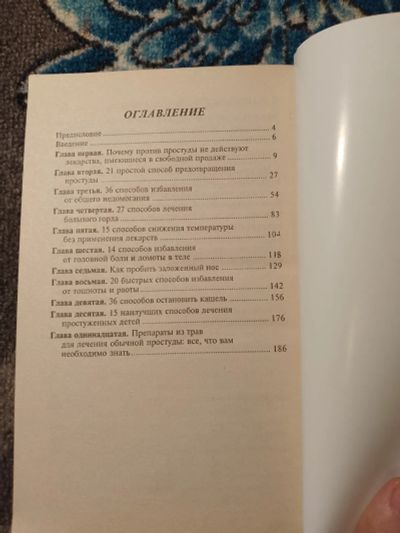 ОГЛАВЛЕНИЕ
Предисловие 4
Введение 6
Глава первая. Почему против простуды не действуют
лекарства, имеющиеся в свободной продаже 9
Глава вторая. 21 простой способ предотвращения
простуды 27
Глава третья. 36 способов избавления
от общего недомогания 54
Глава четвертая. 27 способов лечения
больного горла 83
Глава пятая. 15 способов снижения температуры
без применения лекарств 104
Глава шестая. 14 способов избавления
от головной боли и ломоты в теле 118
Глава седьмая. Как пробить заложенный нос 129
Глава восьмая. 20 быстрых способов избавления
от тошноты и рвоты 142
Глава девятая. 36 способов остановить кашель 156
Глава десятая. 15 наилучших способов лечения
простуженных детей 176
Глава одиннадцатая. Препараты из трав
для лечения обычной простуды: все, что вам
необходимо знать 186